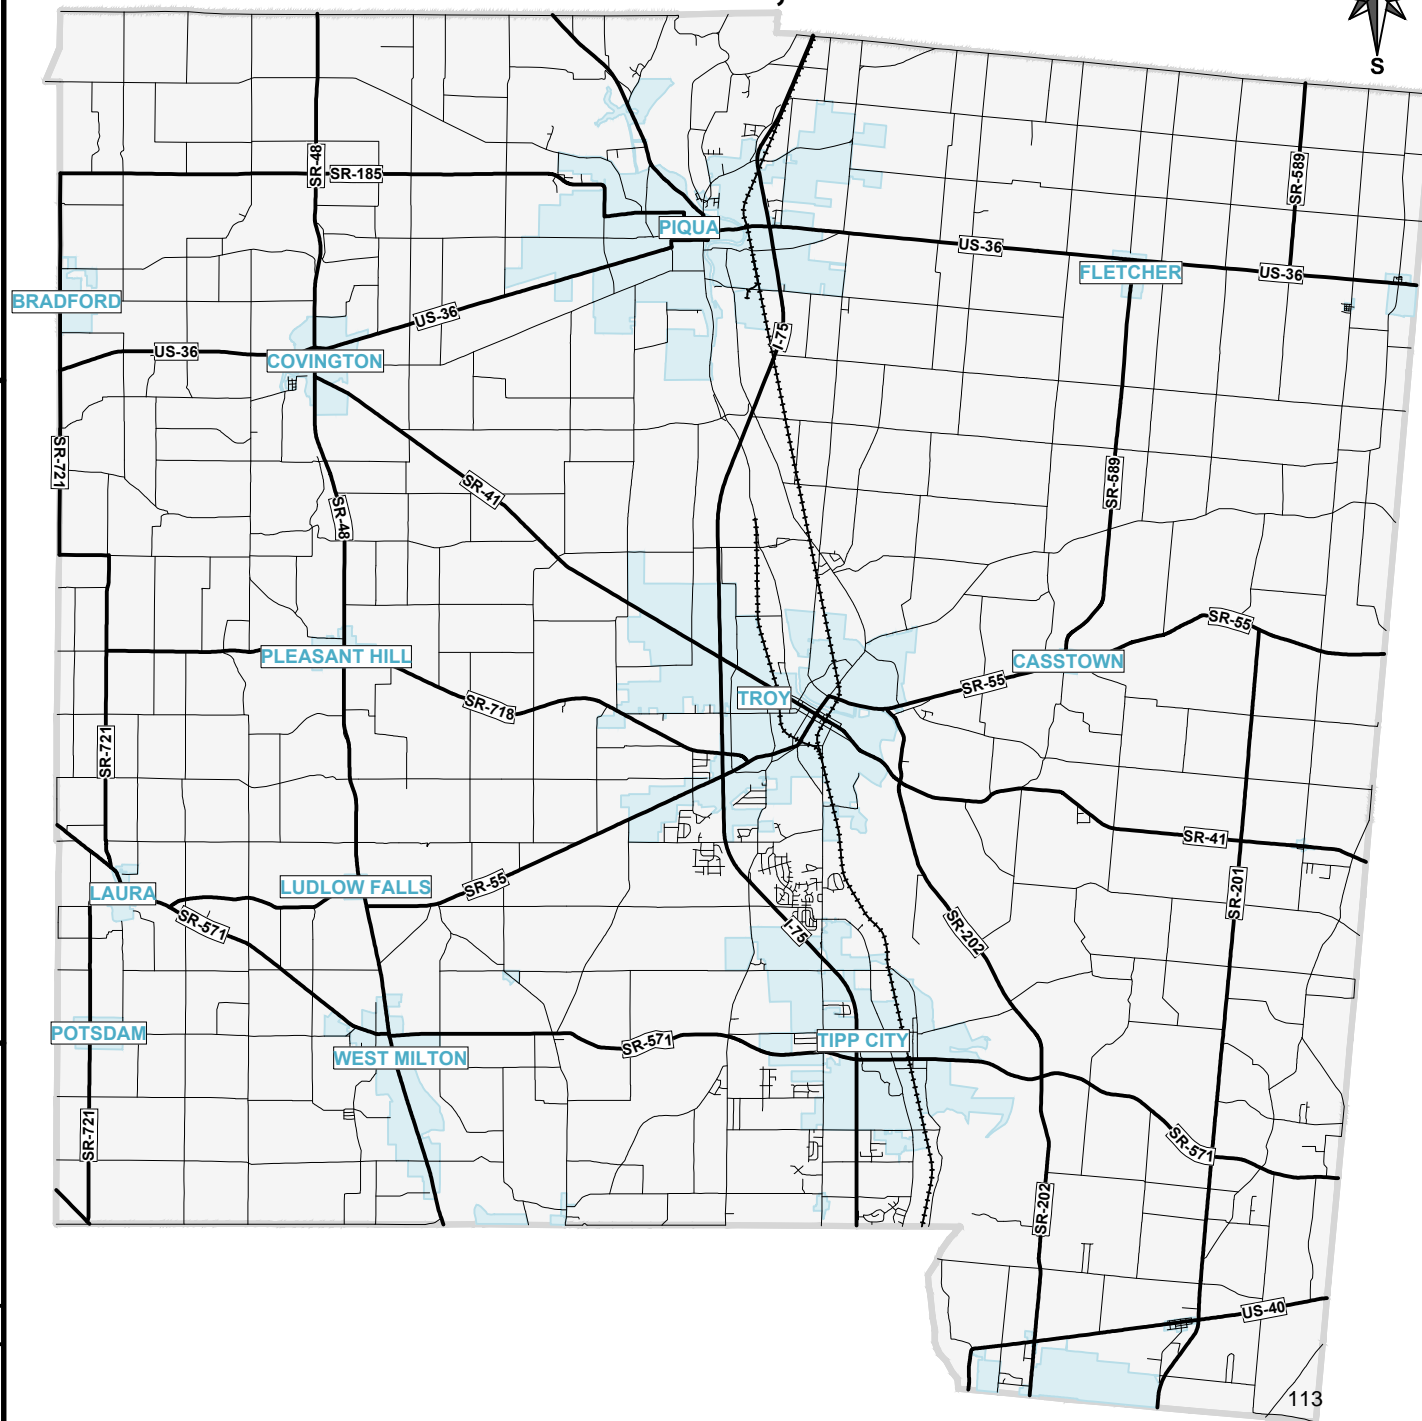 S
SR-48
SR-185
SR-589
PIQUA
US-36
FLETCHER
US-36
BRADFORD
US-36
I-75
US-36
COVINGTON
SR-721
SR-41
SR-48
SR-589
SR-55
PLEASANT HILL
CASSTOWN
SR-55
TROY
SR-718
SR-721
SR-41
LAURA
LUDLOW FALLS
SR-55
SR-201
SR-571
I-75
SR-202
POTSDAM
WEST MILTON
SR-571
TIPP CITY
SR-721
SR-571
SR-202
US-40
113